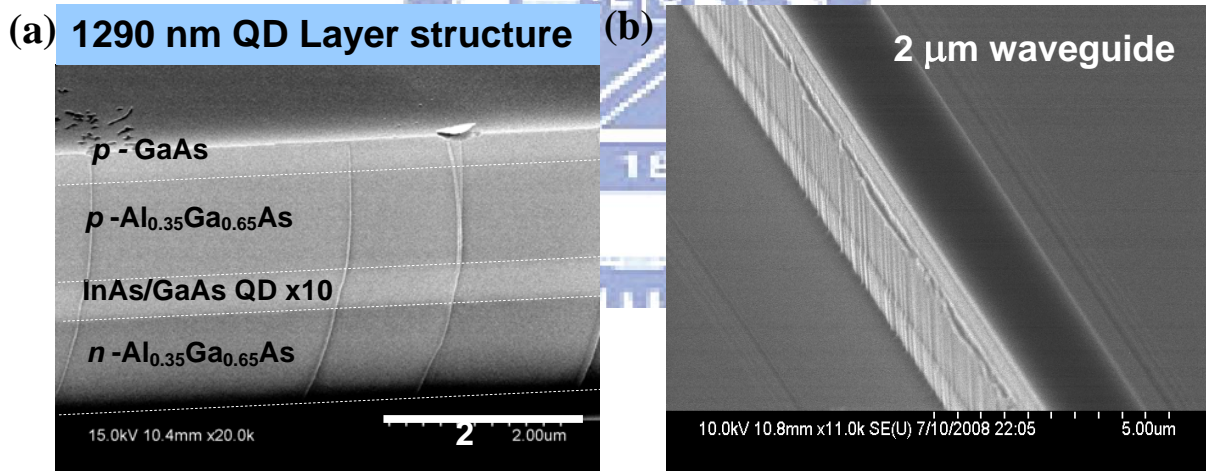 (a) 1290 nm QD Layer structure
p - GaAs
p -Al0.35Ga0.65As
InAs/GaAs QD x10
n -Al0.35Ga0.65As
15.0kV 10.4mm x20.0k
2
2.00um
(b)
2 μm waveguide
10.0kV 10.8mm x11.0k SE(U) 7/10/2008 22:05
5.00um